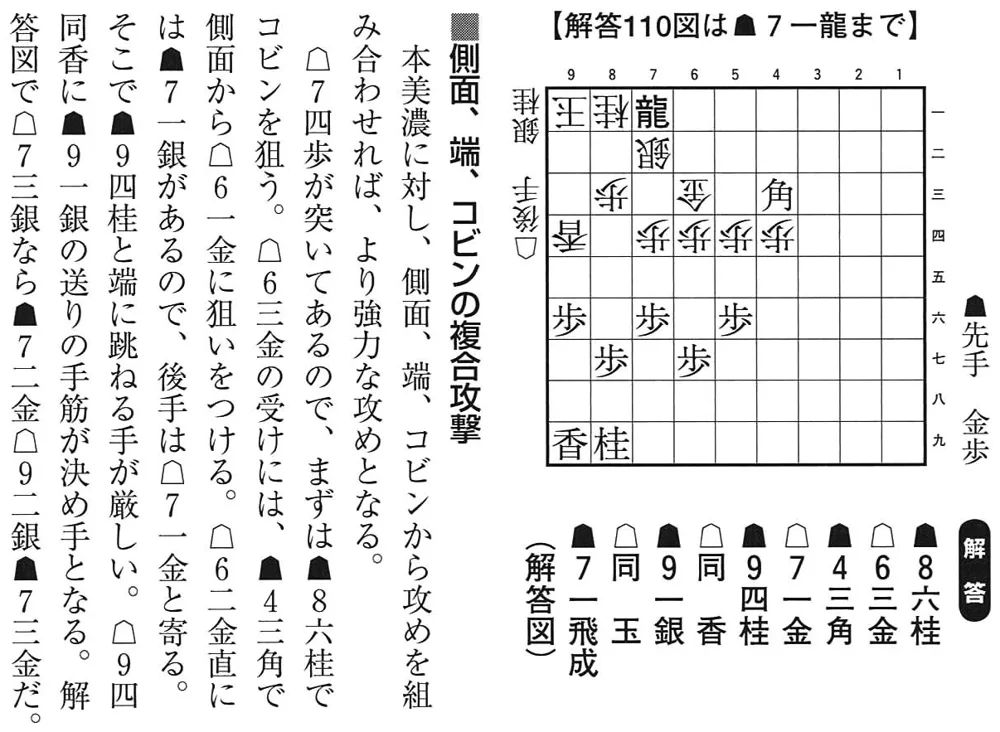 【解答110図は☗7一龍まで】
9 8 7 6 5 4 3 2 1
王 桂 龍 一
銀 二
歩 金 角 三
香 歩 歩 歩 歩 四
五
歩 歩 歩 六
歩 歩 七
八
香 桂 九
☗先手 金歩
☖後手 銀桂
解答
☗8六桂
☖6三金
☗4三角
☖7一金
☗9四桂
☖同 香
☗9一銀
☖同 玉
☗7一飛成
(解答図)
■側面、端、コビンの複合攻撃
本美濃に対し、側面、端、コビンから攻めを組
み合わせれば、より強力な攻めとなる。
☖7四歩が突いてあるので、まずは☗8六桂で
コビンを狙う。☖6三金の受けには、☗4三角で
側面から☖6一金に狙いをつける。☖6二金直に
は☗7一銀があるので、後手は☖7一金と寄る。
そこで☗9四桂と端に跳ねる手が厳しい。☖9四
同香に☗9一銀の送りの手筋が決め手となる。解
答図で☖7三銀なら☗7二金☖9二銀☗7三金だ。